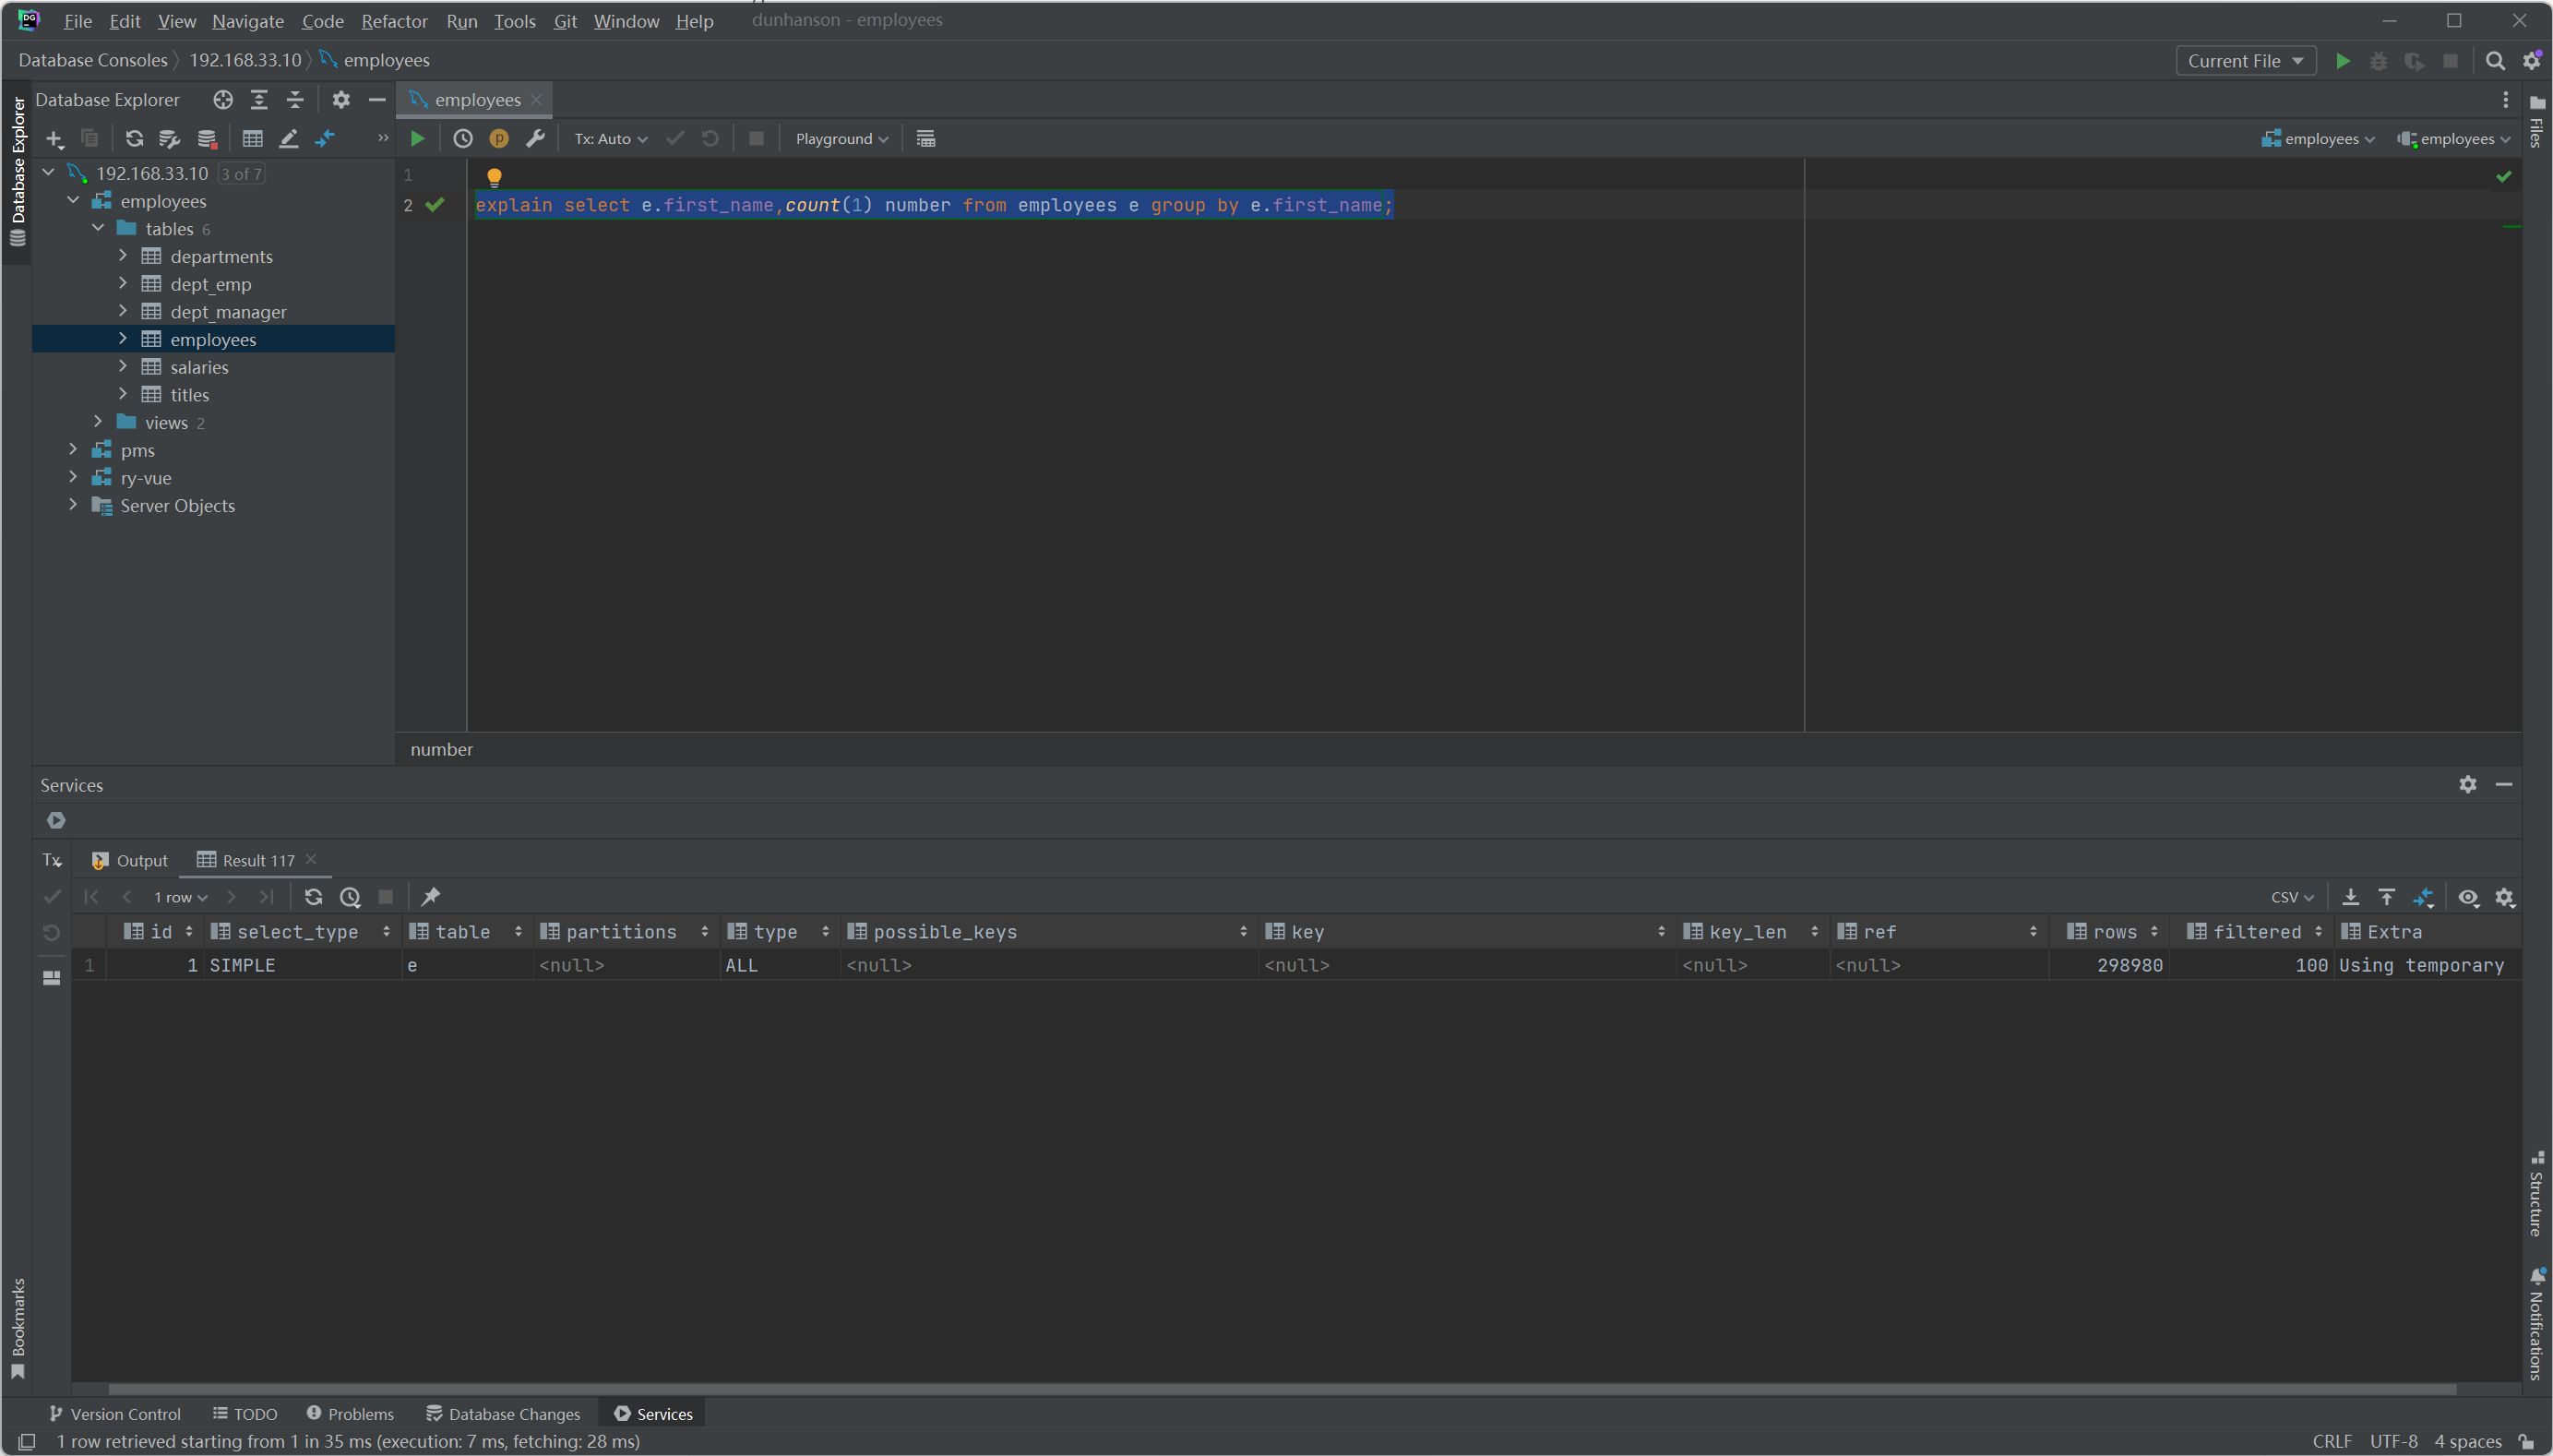 DG File Edit View Navigate Code Refactor Run Tools Git Window Help dunhanson - employees
Database Consoles 192.168.33.10 employees Current File
Database Explorer employees
Tx: Auto Playground employees employees
Database Explorer
Files
192.168.33.10 3 of 7
employees
tables 6
departments
dept_emp
dept_manager
employees
salaries
titles
views 2
pms
ry-vue
Server Objects
1
2 explain select e.first_name,count(1) number from employees e group by e.first_name;
number
Services
Tx Output Result 117
1 row CSV
id select_type table partitions type possible_keys key key_len ref rows filtered Extra
1 1 SIMPLE e <null> ALL <null> <null> <null> <null> 298980 100 Using temporary
Structure
Notifications
Bookmarks
Version Control TODO Problems Database Changes Services
1 row retrieved starting from 1 in 35 ms (execution: 7 ms, fetching: 28 ms) CRLF UTF-8 4 spaces